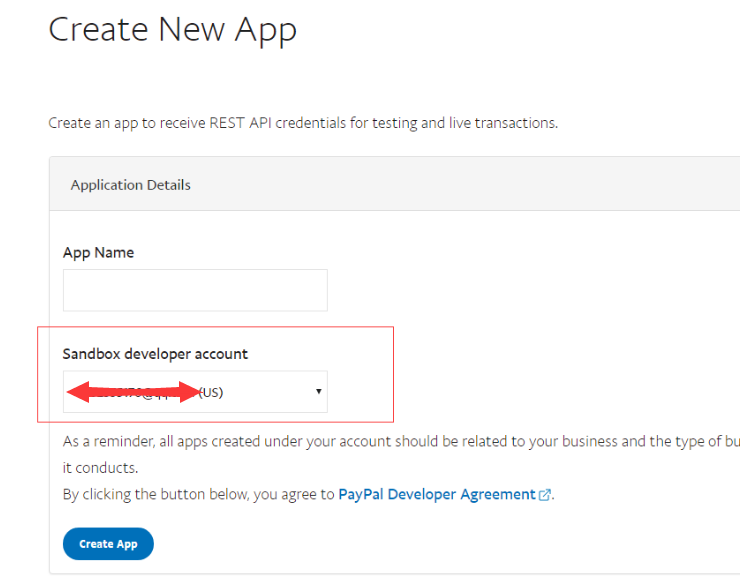 Create New App
Create an app to receive REST API credentials for testing and live transactions.
Application Details
App Name
Sandbox developer account
(US)
As a reminder, all apps created under your account should be related to your business and the type of bu
it conducts.
By clicking the button below, you agree to PayPal Developer Agreement.
Create App